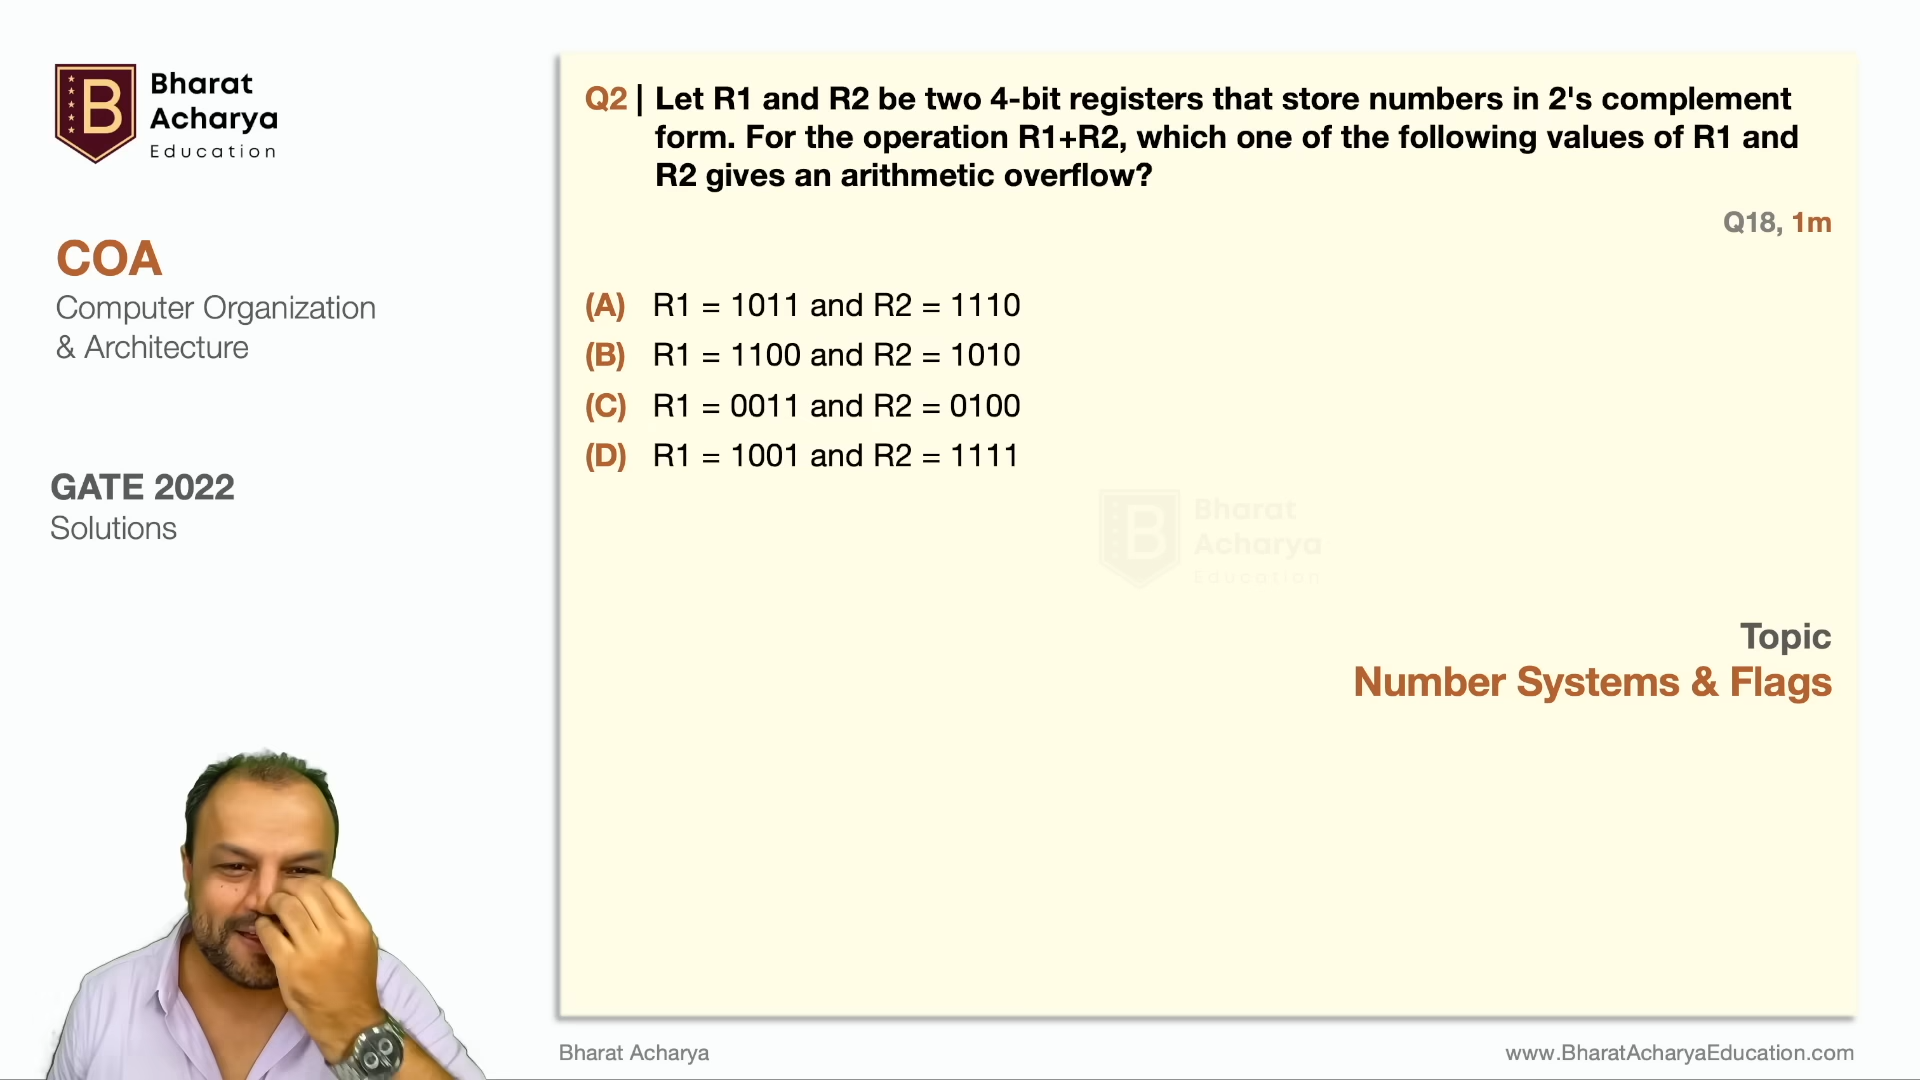 Bharat
Acharya
Education
COA
Computer Organization
& Architecture
GATE 2022
Solutions
Q2 | Let R1 and R2 be two 4-bit registers that store numbers in 2's complement
form. For the operation R1+R2, which one of the following values of R1 and
R2 gives an arithmetic overflow?
Q18, 1m
(A) R1 = 1011 and R2 = 1110
(B) R1 = 1100 and R2 = 1010
(C) R1 = 0011 and R2 = 0100
(D) R1 = 1001 and R2 = 1111
Bharat
Acharya
Education
Topic
Number Systems & Flags
Bharat Acharya
www.BharatAcharyaEducation.com